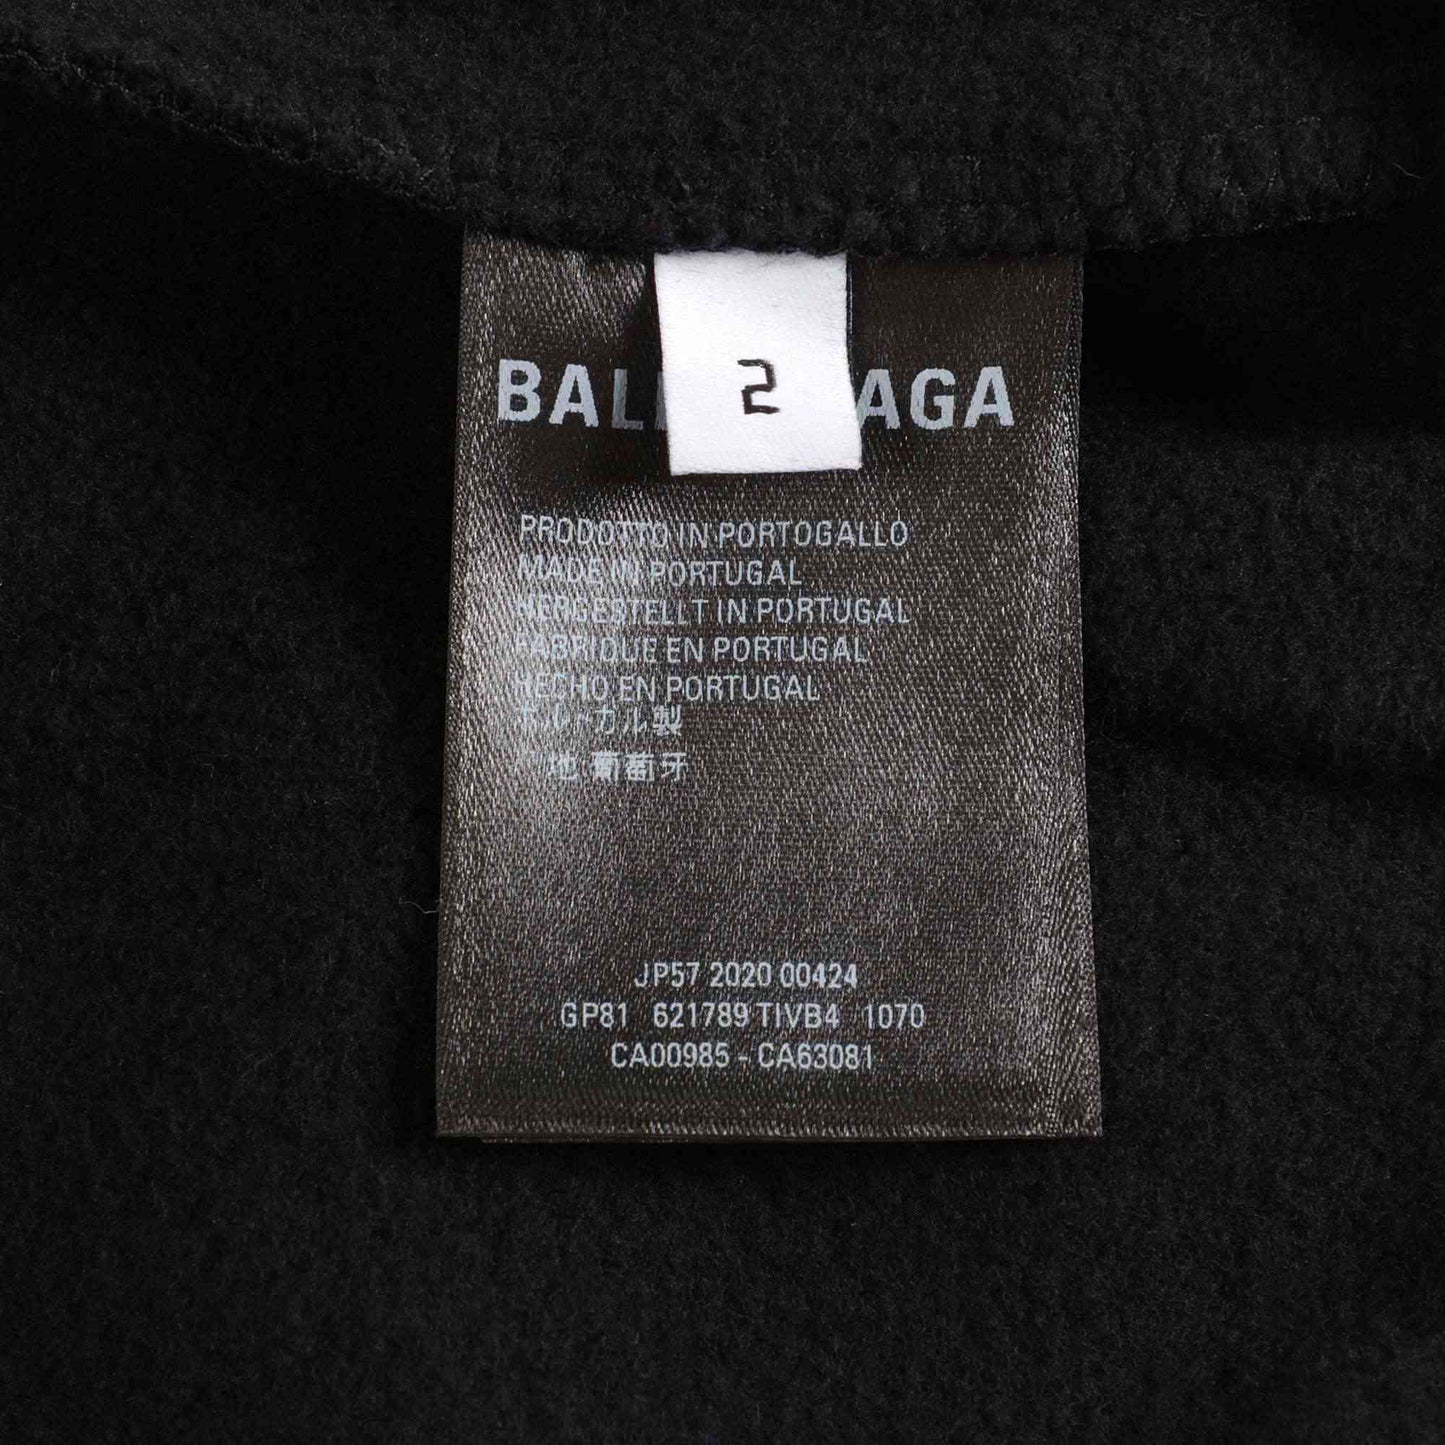 2
BAL AGA
PRODOTTO IN PORTOGALLO
MADE IN PORTUGAL
HERGESTELLT IN PORTUGAL
FABRIQUE EN PORTUGAL
HECHO EN PORTUGAL
ポルトガル製
地 葡萄牙
JP57 2020 00424
GP81 621789 TIVB4 1070
CA00985 - CA63081